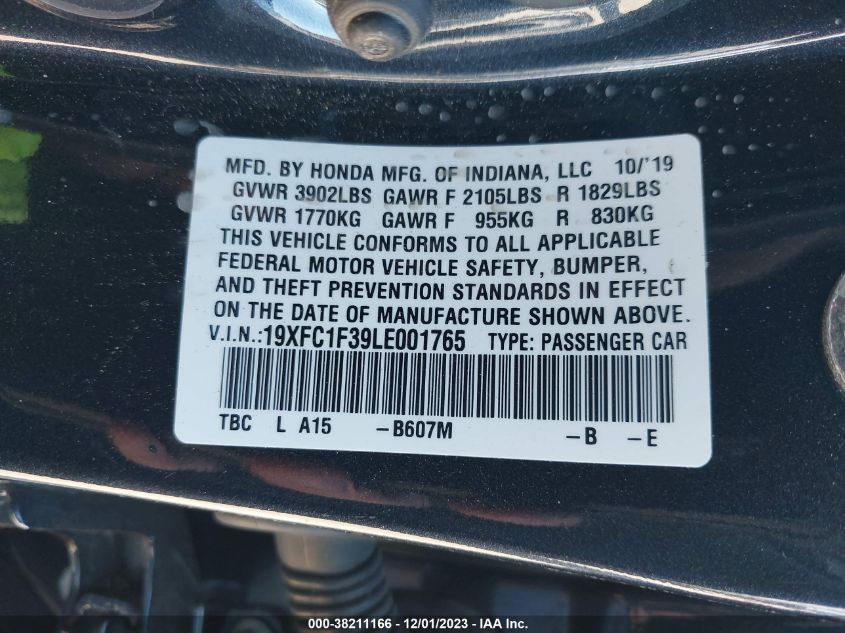 MFD. BY HONDA MFG. OF INDIANA, LLC 10/'19
GVWR 3902LBS GAWR F 2105LBS R 1829LBS
GVWR 1770KG GAWR F 955KG R 830KG
THIS VEHICLE CONFORMS TO ALL APPLICABLE
FEDERAL MOTOR VEHICLE SAFETY, BUMPER,
AND THEFT PREVENTION STANDARDS IN EFFECT
ON THE DATE OF MANUFACTURE SHOWN ABOVE.
V.I.N.:19XFC1F39LE001765 TYPE: PASSENGER CAR
TBC L A15 -B607M -B -E
000-38211166 - 12/01/2023 - IAA Inc.